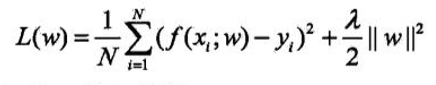 L(w) = \frac{1}{N} \sum_{i=1}^{N} (f(x_i; w) - y_i)^2 + \frac{\lambda}{2} \| w \|^2